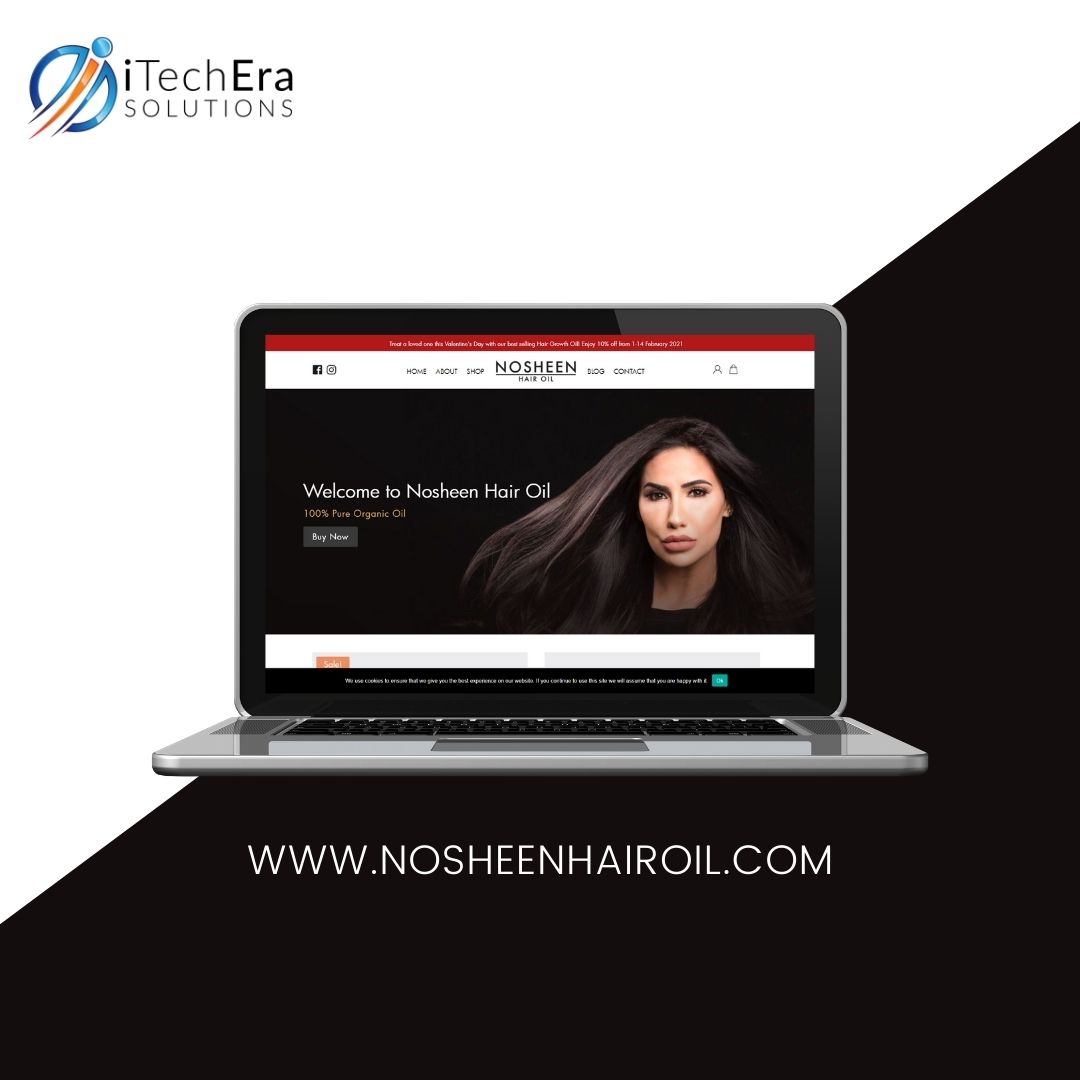 iTechEra
SOLUTIONS
Treat a loved one this Valentine's Day with our best selling Hair Growth Oil! Enjoy 10% off from 1-14 February 2021
HOME ABOUT SHOP NOSHEEN BLOG CONTACT
HAIR OIL
Welcome to Nosheen Hair Oil
100% Pure Organic Oil
Buy Now
Sale!
We use cookies to ensure that we give you the best experience on our website. If you continue to use this site we will assume that you are happy with it.
Ok
WWW.NOSHEENHAIROIL.COM